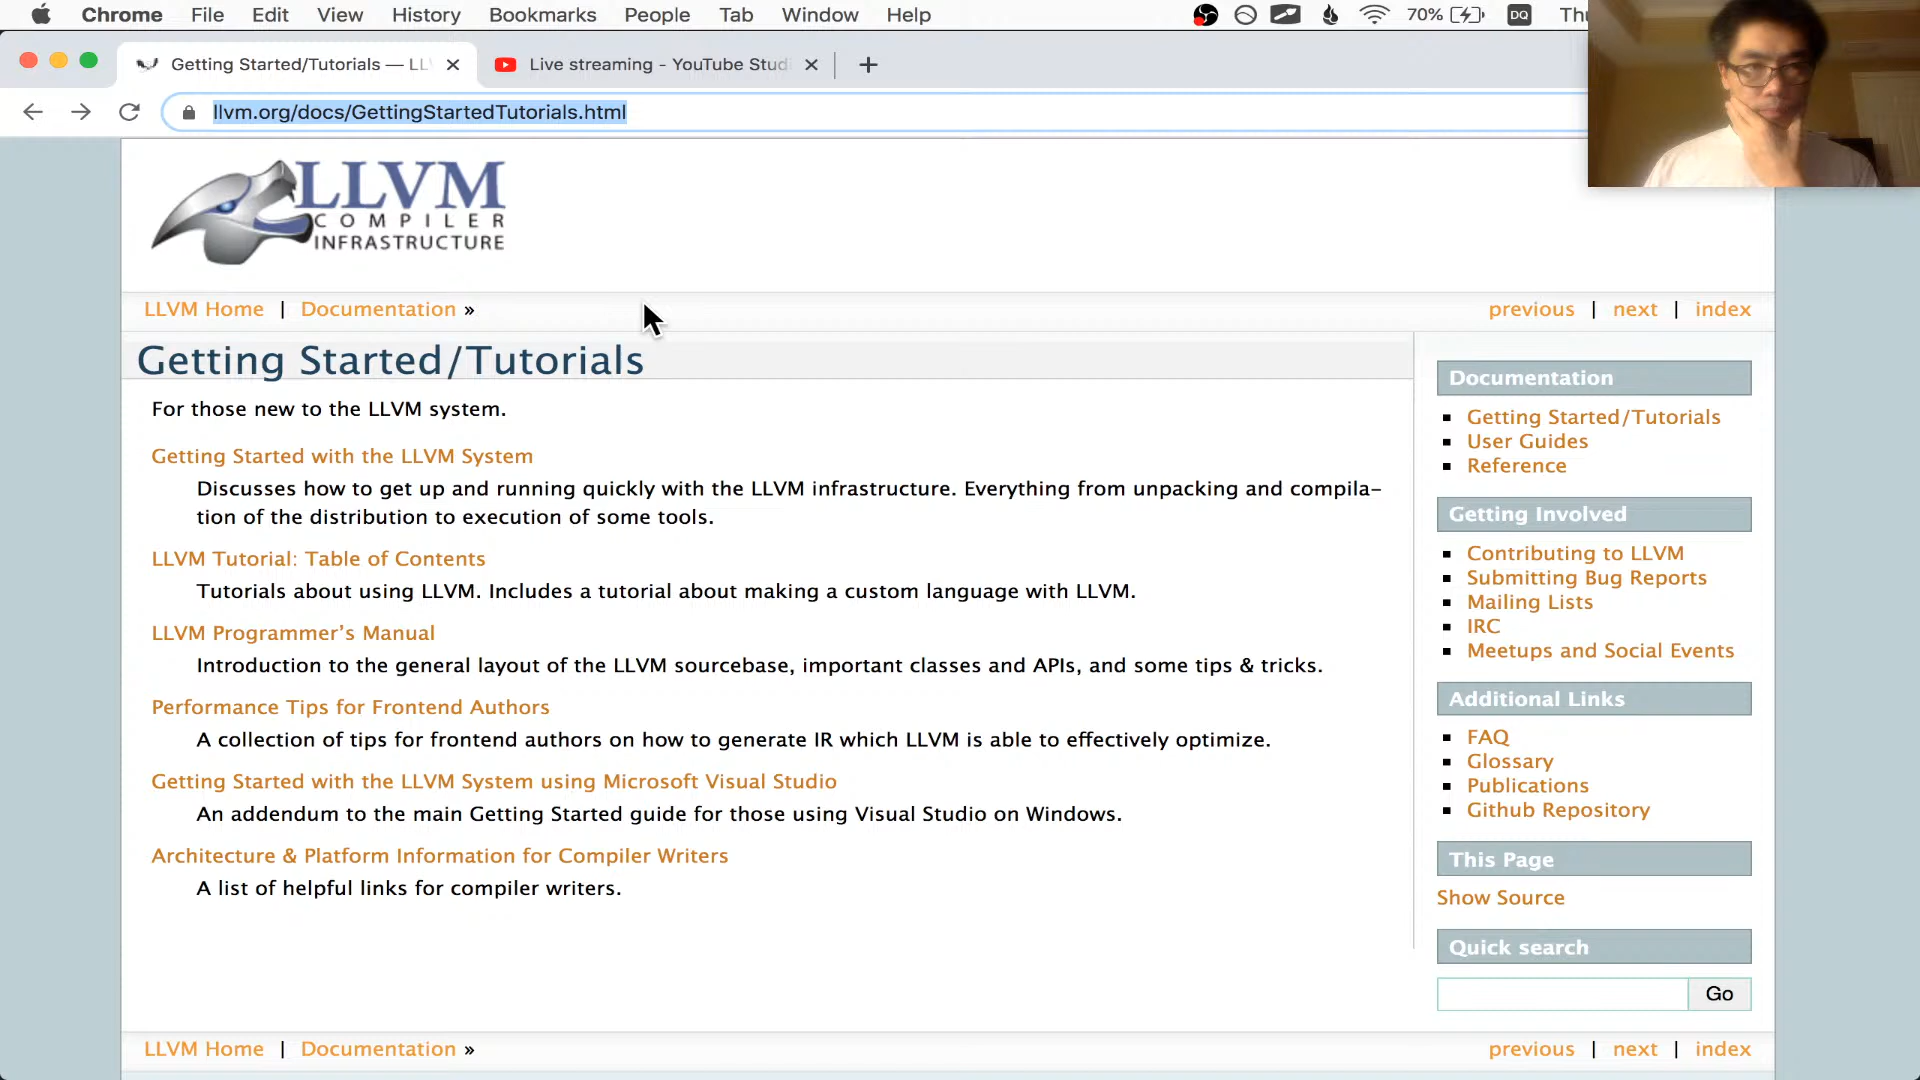 Chrome File Edit View History Bookmarks People Tab Window Help 70% DQ Thu
Getting Started/Tutorials — LL Live streaming - YouTube Stud
llvm.org/docs/GettingStartedTutorials.html
LLVM
COMPILER
INFRASTRUCTURE
LLVM Home | Documentation » previous | next | index
Getting Started/Tutorials
For those new to the LLVM system.
Getting Started with the LLVM System
Discusses how to get up and running quickly with the LLVM infrastructure. Everything from unpacking and compila-
tion of the distribution to execution of some tools.
LLVM Tutorial: Table of Contents
Tutorials about using LLVM. Includes a tutorial about making a custom language with LLVM.
LLVM Programmer’s Manual
Introduction to the general layout of the LLVM sourcebase, important classes and APIs, and some tips & tricks.
Performance Tips for Frontend Authors
A collection of tips for frontend authors on how to generate IR which LLVM is able to effectively optimize.
Getting Started with the LLVM System using Microsoft Visual Studio
An addendum to the main Getting Started guide for those using Visual Studio on Windows.
Architecture & Platform Information for Compiler Writers
A list of helpful links for compiler writers.
Documentation
Getting Started/Tutorials
User Guides
Reference
Getting Involved
Contributing to LLVM
Submitting Bug Reports
Mailing Lists
IRC
Meetups and Social Events
Additional Links
FAQ
Glossary
Publications
Github Repository
This Page
Show Source
Quick search
Go
LLVM Home | Documentation » previous | next | index